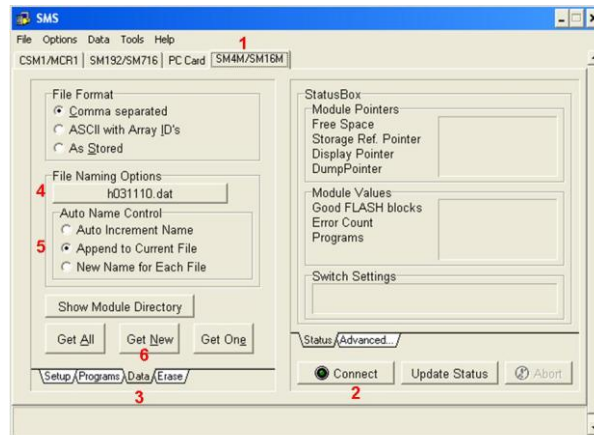 SMS
File Options Data Tools Help
1
CSM1/MCR1 SM192/SM716 PC Card SM4M/SM16M
File Format
Comma separated
ASCII with Array ID's
As Stored
File Naming Options
4 h031110.dat
Auto Name Control
Auto Increment Name
5 Append to Current File
New Name for Each File
Show Module Directory
Get All Get New Get One
6
Setup Programs Data Erase
3
StatusBox
Module Pointers
Free Space
Storage Ref. Pointer
Display Pointer
DumpPointer
Module Values
Good FLASH blocks
Error Count
Programs
Switch Settings
Status Advanced...
Connect Update Status Abort
2